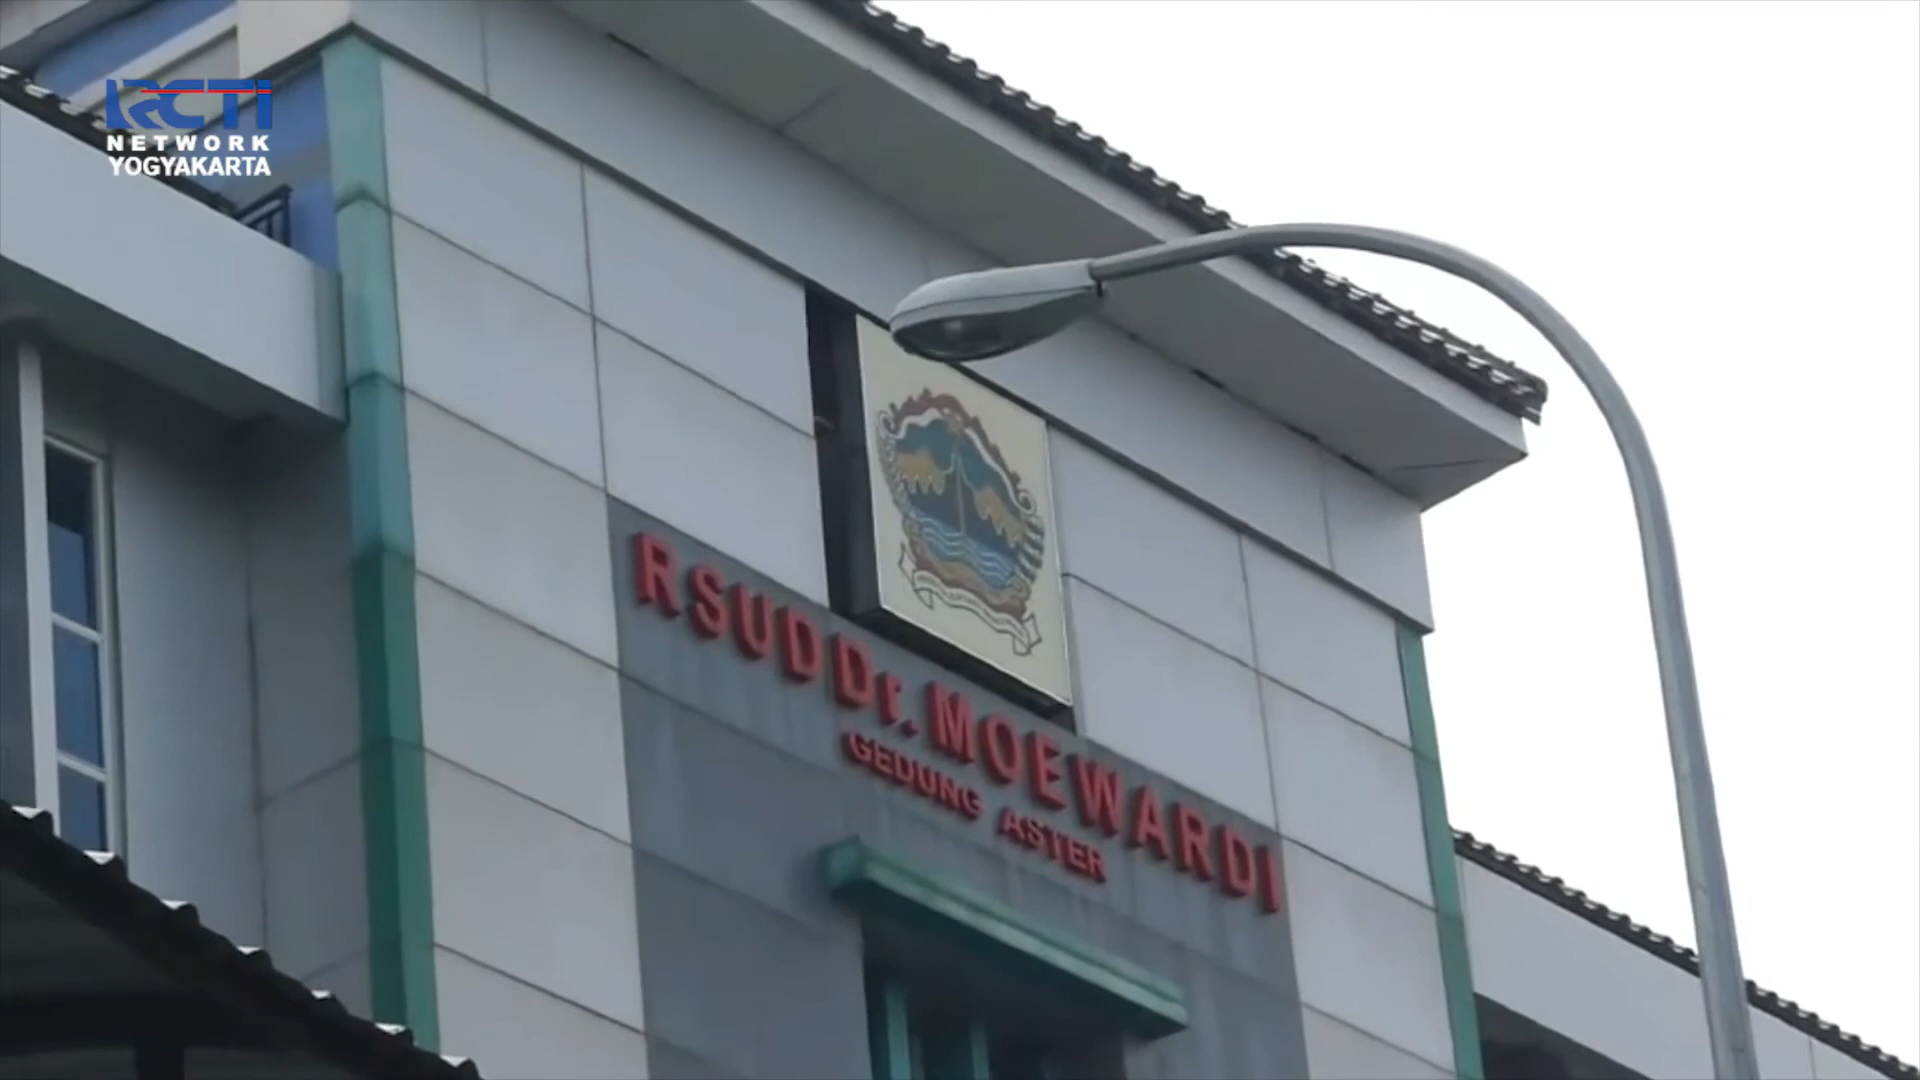 RCTI
NETWORK
YOGYAKARTA
RSUD Dr. MOEWARDI
GEDUNG ASTER